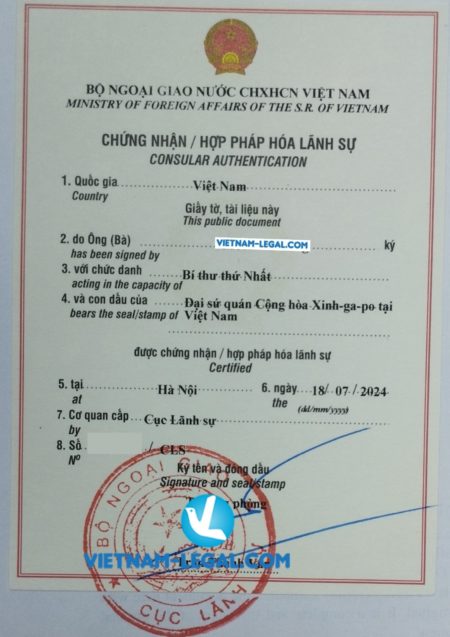 BỘ NGOẠI GIAO NƯỚC CHXHCN VIỆT NAM
MINISTRY OF FOREIGN AFFAIRS OF THE S.R. OF VIETNAM
CHỨNG NHẬN / HỢP PHÁP HÓA LÃNH SỰ
CONSULAR AUTHENTICATION
1. Quốc gia Việt Nam
Country
Giấy tờ, tài liệu này
This public document
2. do Ông (Bà) VIETNAM-LEGAL.COM ký
has been signed by
3. với chức danh Bí thư thứ Nhất
acting in the capacity of
4. và con dấu của Đại sứ quán Cộng hòa Xinh-ga-po tại
bears the seal/stamp of Việt Nam
được chứng nhận / hợp pháp hóa lãnh sự
Certified
5. tại Hà Nội 6. ngày 18/07/2024
at the (dd/mm/yyyy)
7. Cơ quan cấp Cục Lãnh sự
by
8. Số / CLS
Nº
Ký tên và đóng dấu
Signature and seal/stamp
phòng
VIETNAM-LEGAL.COM
BỘ NGOẠI GIAO
CỤC LÃNH